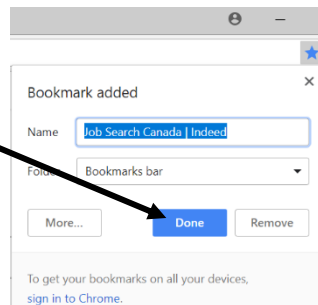 Bookmark added
Name Job Search Canada | Indeed
Folder Bookmarks bar
More... Done Remove
To get your bookmarks on all your devices,
sign in to Chrome.